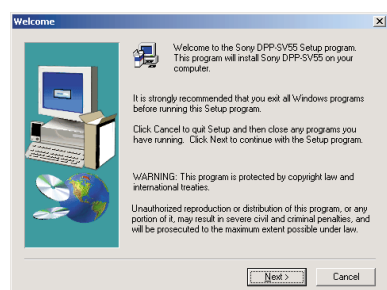 Welcome
Welcome to the Sony DPP-SV55 Setup program.
This program will install Sony DPP-SV55 on your
computer.
It is strongly recommended that you exit all Windows programs
before running this Setup program.
Click Cancel to quit Setup and then close any programs you
have running. Click Next to continue with the Setup program.
WARNING: This program is protected by copyright law and
international treaties.
Unauthorized reproduction or distribution of this program, or any
portion of it, may result in severe civil and criminal penalties, and
will be prosecuted to the maximum extent possible under law.
Next >
Cancel